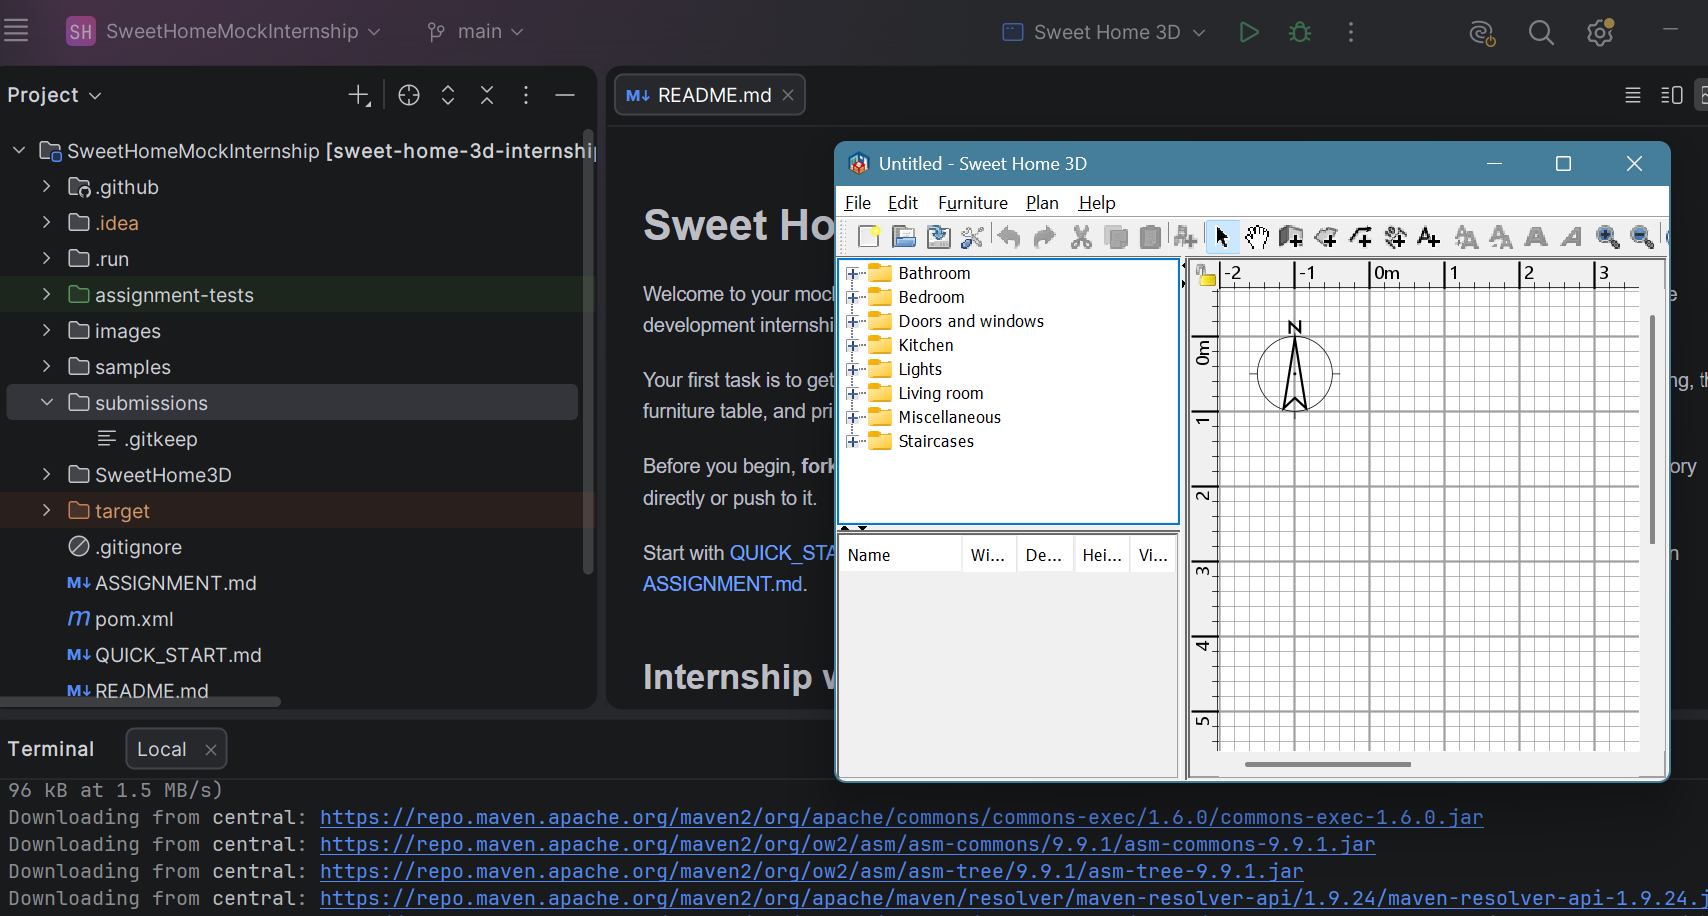 SH SweetHomeMockInternship main Sweet Home 3D
Project
M↓ README.md
SweetHomeMockInternship [sweet-home-3d-internshi
.github
.idea
.run
assignment-tests
images
samples
submissions
.gitkeep
SweetHome3D
target
.gitignore
M↓ ASSIGNMENT.md
m pom.xml
M↓ QUICK_START.md
M↓ README.md
Sweet Ho
Welcome to your moc
development internshi
Your first task is to get
ng, th
furniture table, and pri
Before you begin, fork
ory
directly or push to it.
Start with QUICK_STA
n
ASSIGNMENT.md.
Internship w
Untitled - Sweet Home 3D
File Edit Furniture Plan Help
Bathroom
Bedroom
Doors and windows
Kitchen
Lights
Living room
Miscellaneous
Staircases
Name Wi... De... Hei... Vi...
-2 -1 0m 1 2 3
N
0m
1
2
3
4
5
Terminal Local
96 kB at 1.5 MB/s)
Downloading from central: https://repo.maven.apache.org/maven2/org/apache/commons/commons-exec/1.6.0/commons-exec-1.6.0.jar
Downloading from central: https://repo.maven.apache.org/maven2/org/ow2/asm/asm-commons/9.9.1/asm-commons-9.9.1.jar
Downloading from central: https://repo.maven.apache.org/maven2/org/ow2/asm/asm-tree/9.9.1/asm-tree-9.9.1.jar
Downloading from central: https://repo.maven.apache.org/maven2/org/apache/maven/resolver/maven-resolver-api/1.9.24/maven-resolver-api-1.9.24.j